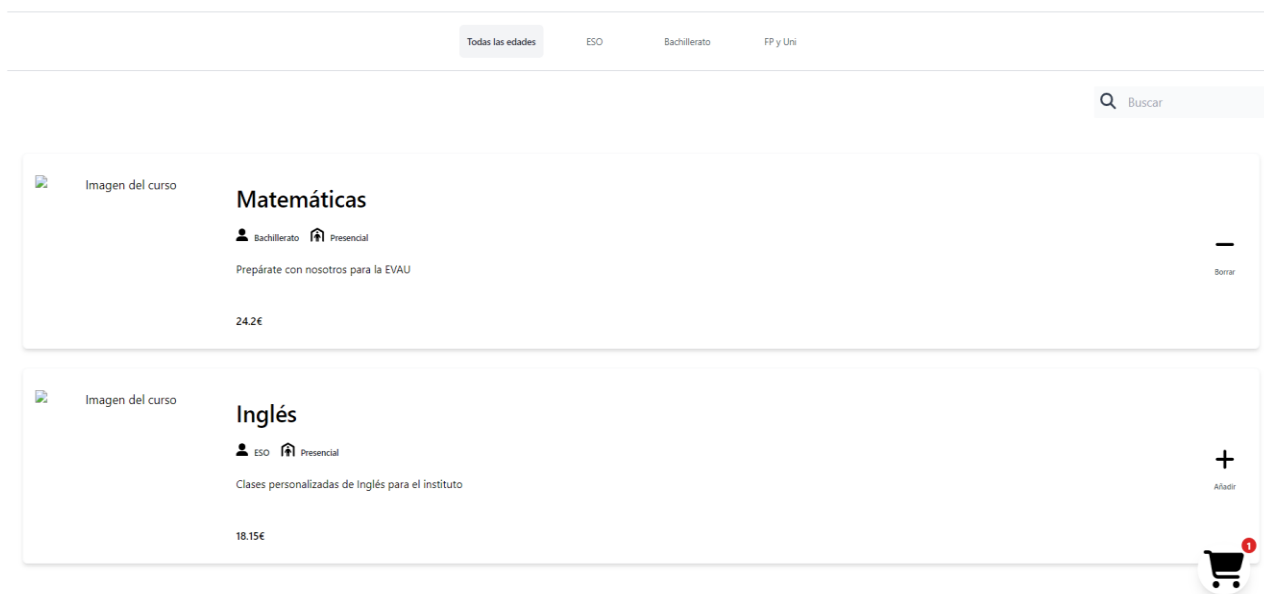 Todas las edades ESO Bachillerato FP y Uni
Buscar
Imagen del curso
Matemáticas
Bachillerato Presencial
Prepárate con nosotros para la EVAU
24.2€
Borrar
Imagen del curso
Inglés
ESO Presencial
Clases personalizadas de Inglés para el instituto
18.15€
Añadir
1